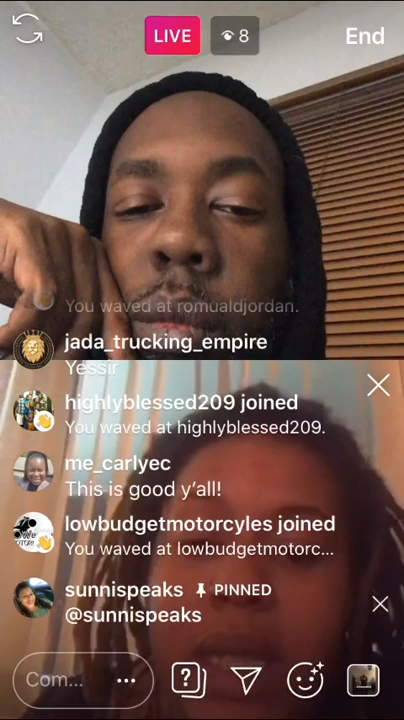 LIVE
8
End
You waved at romualdjordan.
jada_trucking_empire
Yessir
highlyblessed209 joined
You waved at highlyblessed209.
me_carlyec
This is good y'all!
lowbudgetmotorcyles joined
You waved at lowbudgetmotorc...
sunnispeaks PINNED
@sunnispeaks
Com...